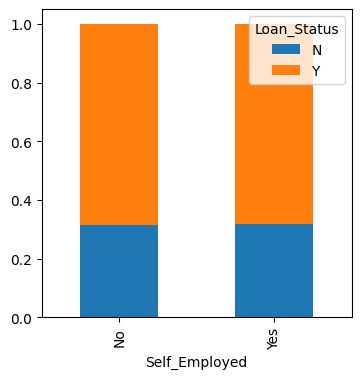 1.0
0.8
0.6
0.4
0.2
0.0
Loan_Status
N
Y
No
Yes
Self_Employed